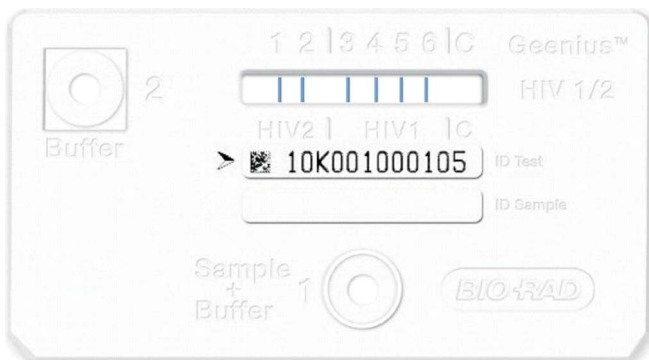 1 2 | 3 4 5 6 | C Geenius™
HIV2 | HIV1 | C HIV 1/2
2
Buffer
10K001000105 ID Test
ID Sample
Sample
+
Buffer 1
BIO-RAD